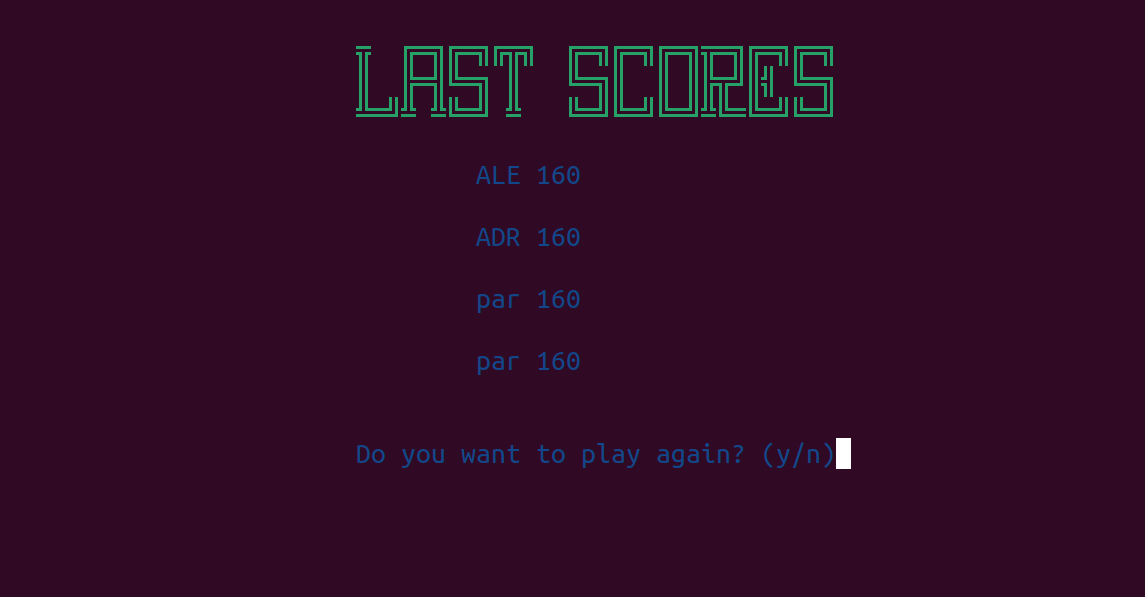 LAST SCORES
ALE 160
ADR 160
par 160
par 160
Do you want to play again? (y/n)